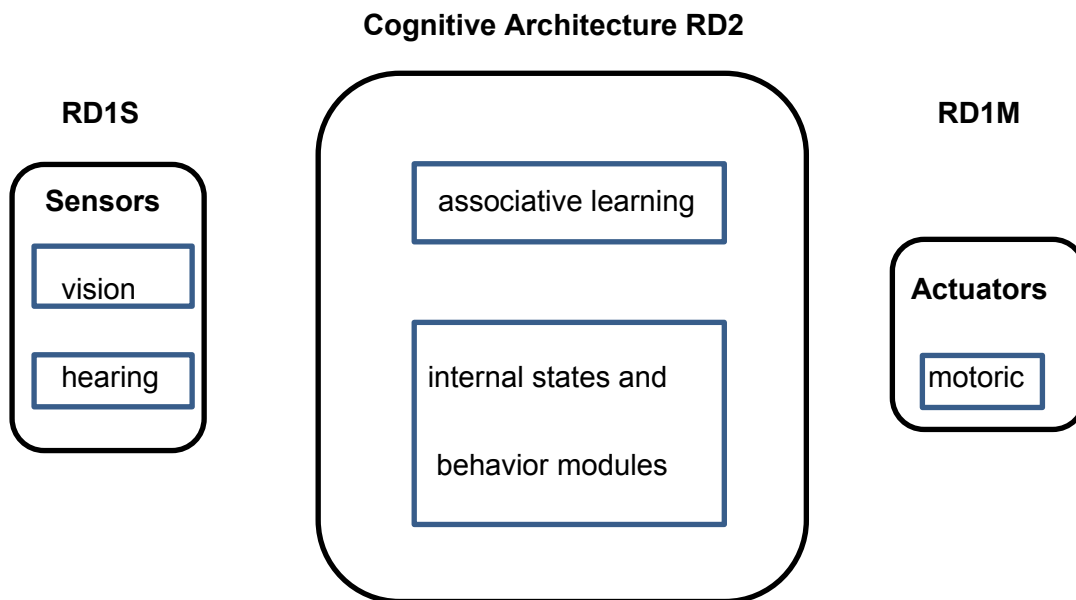 Cognitive Architecture RD2
RD1S
RD1M
Sensors
vision
hearing
associative learning
internal states and
behavior modules
Actuators
motoric